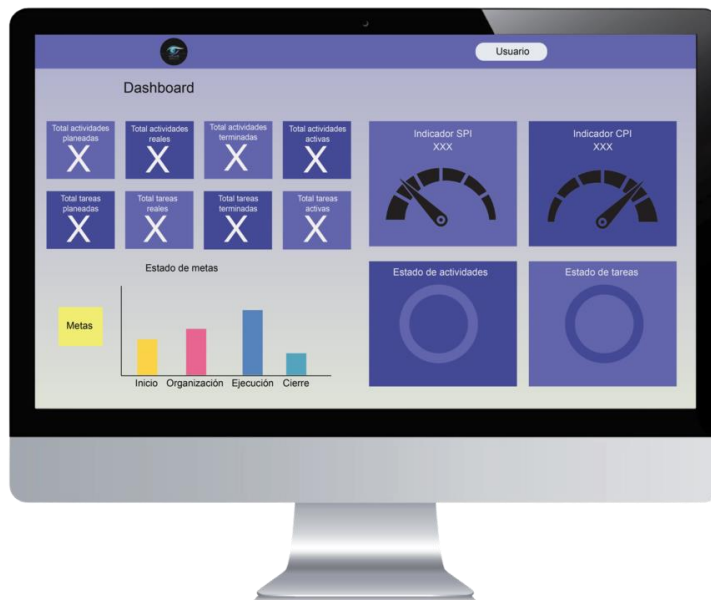 Usuario
Dashboard
Total actividades
planeadas
X
Total actividades
reales
X
Total actividades
terminadas
X
Total actividades
activas
X
Total tareas
planeadas
X
Total tareas
reales
X
Total tareas
terminadas
X
Total tareas
activas
X
Indicador SPI
XXX
Indicador CPI
XXX
Estado de metas
Metas
Inicio
Organización
Ejecución
Cierre
Estado de actividades
Estado de tareas